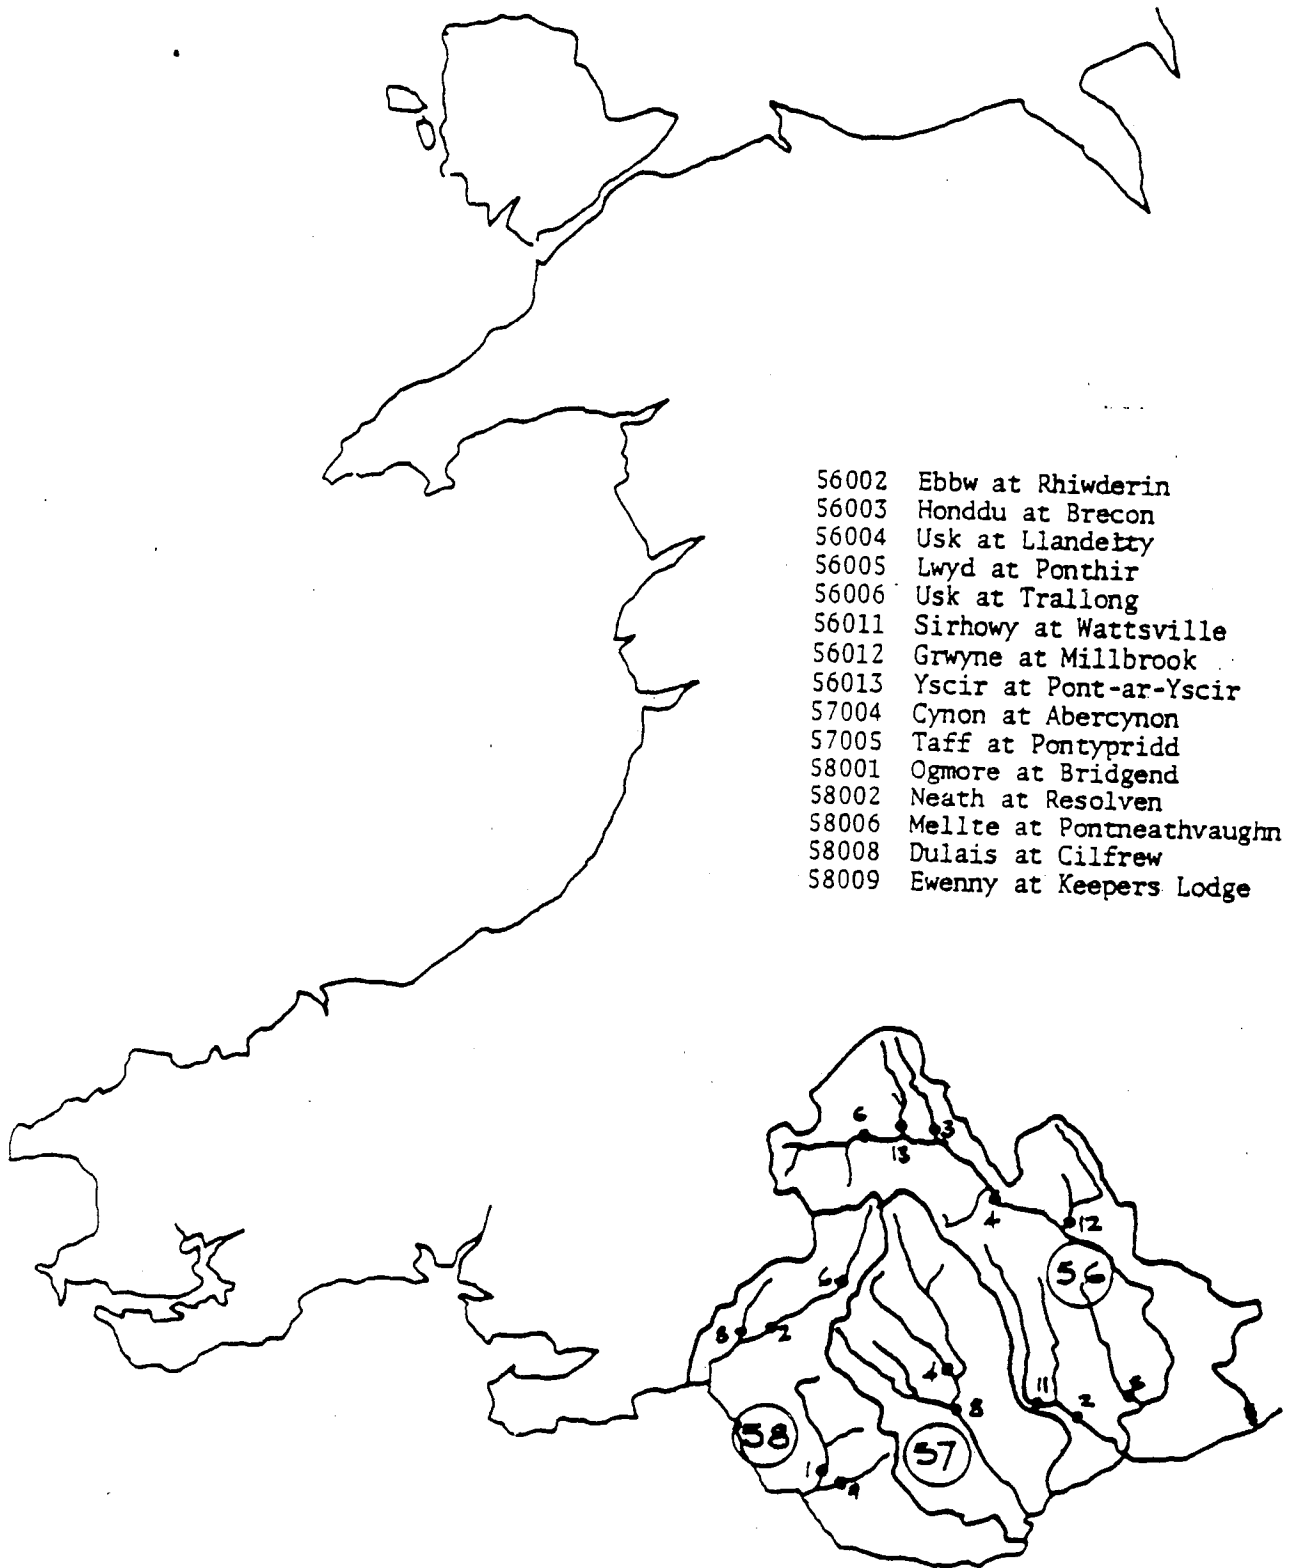 56002 Ebbw at Rhiwderin
56003 Honddu at Brecon
56004 Usk at Llandetty
56005 Lwyd at Ponthir
56006 Usk at Trallong
56011 Sirhowy at Wattsville
56012 Grwyne at Millbrook
56013 Yscir at Pont-ar-Yscir
57004 Cynon at Abercynon
57005 Taff at Pontypridd
58001 Ogmore at Bridgend
58002 Neath at Resolven
58006 Mellte at Pontneathvaughn
58008 Dulais at Cilfrew
58009 Ewenny at Keepers Lodge
6
13
3
4
12
56
6
8
2
4
8
11
2
58
57
1
9